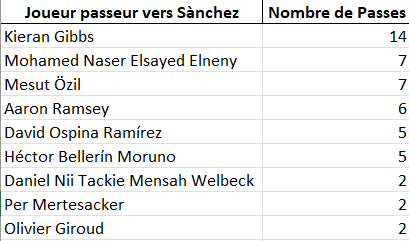 Joueur passeur vers Sànchez Nombre de Passes
Kieran Gibbs 14
Mohamed Naser Elsayed Elneny 7
Mesut Özil 7
Aaron Ramsey 6
David Ospina Ramírez 5
Héctor Bellerín Moruno 5
Daniel Nii Tackie Mensah Welbeck 2
Per Mertesacker 2
Olivier Giroud 2